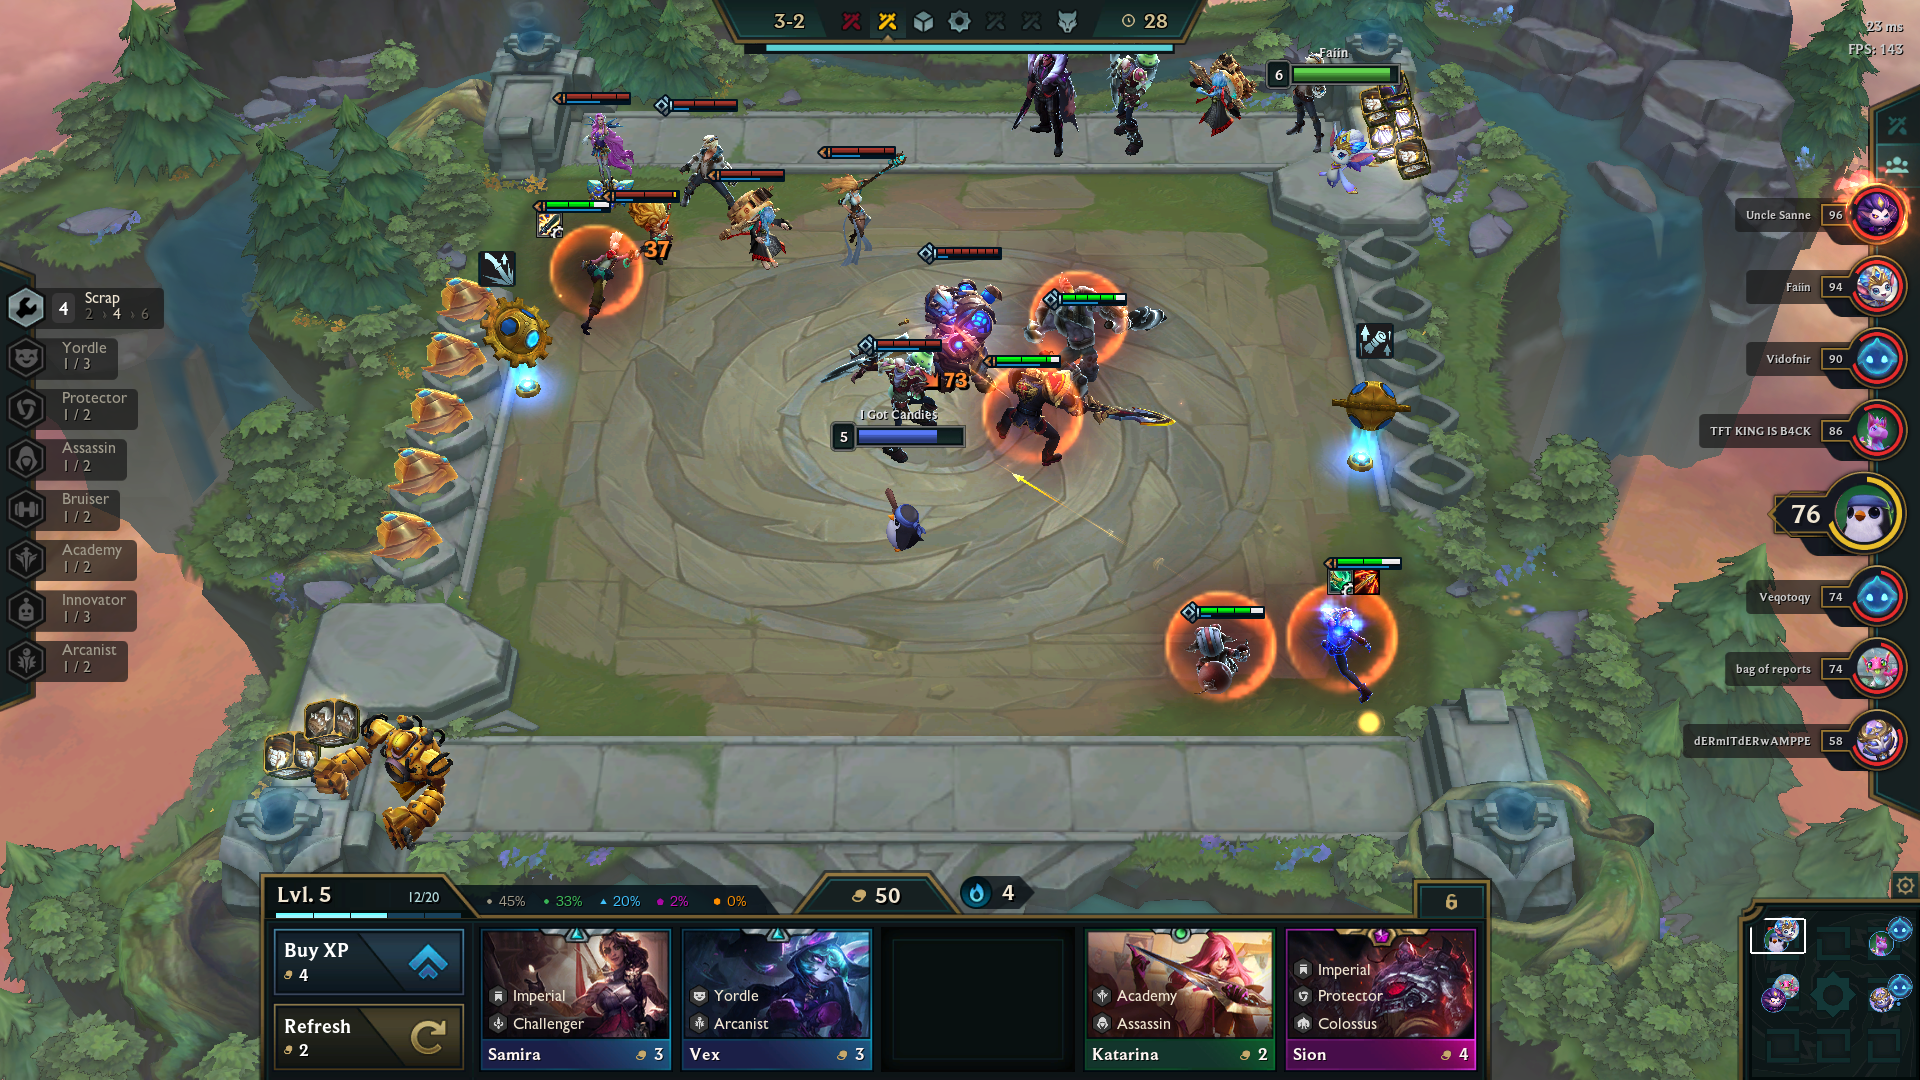 3-2
28
23 ms
FPS: 143
Faiin
6
Uncle Sanne 96
Faiin 94
Vidofnir 90
TFT KING IS B4CK 86
76
Veqotoqy 74
bag of reports 74
dERmITdERwAMPPE 58
4 Scrap
2 › 4 › 6
Yordle
1 / 3
Protector
1 / 2
Assassin
1 / 2
Bruiser
1 / 2
Academy
1 / 2
Innovator
1 / 3
Arcanist
1 / 2
37
73
I Got Candies
5
Lvl. 5 12/20
45% 33% 20% 2% 0%
50
4
6
Buy XP
4
Refresh
2
Imperial
Challenger
Samira 3
Yordle
Arcanist
Vex 3
Academy
Assassin
Katarina 2
Imperial
Protector
Colossus
Sion 4